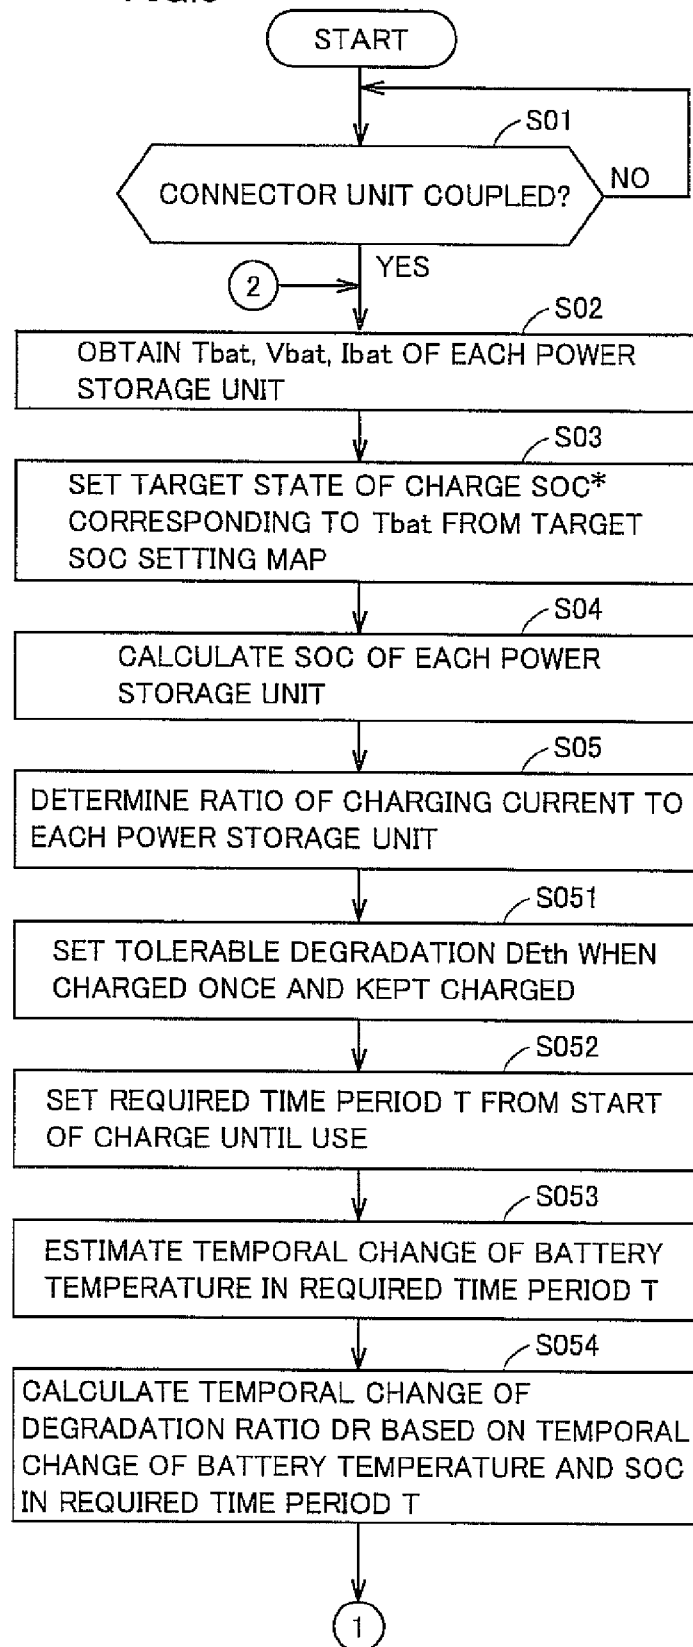 START
S01
CONNECTOR UNIT COUPLED?
NO
YES
2
S02
OBTAIN Tbat, Vbat, Ibat OF EACH POWER
STORAGE UNIT
S03
SET TARGET STATE OF CHARGE SOC*
CORRESPONDING TO Tbat FROM TARGET
SOC SETTING MAP
S04
CALCULATE SOC OF EACH POWER
STORAGE UNIT
S05
DETERMINE RATIO OF CHARGING CURRENT TO
EACH POWER STORAGE UNIT
S051
SET TOLERABLE DEGRADATION DEth WHEN
CHARGED ONCE AND KEPT CHARGED
S052
SET REQUIRED TIME PERIOD T FROM START
OF CHARGE UNTIL USE
S053
ESTIMATE TEMPORAL CHANGE OF BATTERY
TEMPERATURE IN REQUIRED TIME PERIOD T
S054
CALCULATE TEMPORAL CHANGE OF
DEGRADATION RATIO DR BASED ON TEMPORAL
CHANGE OF BATTERY TEMPERATURE AND SOC
IN REQUIRED TIME PERIOD T
1